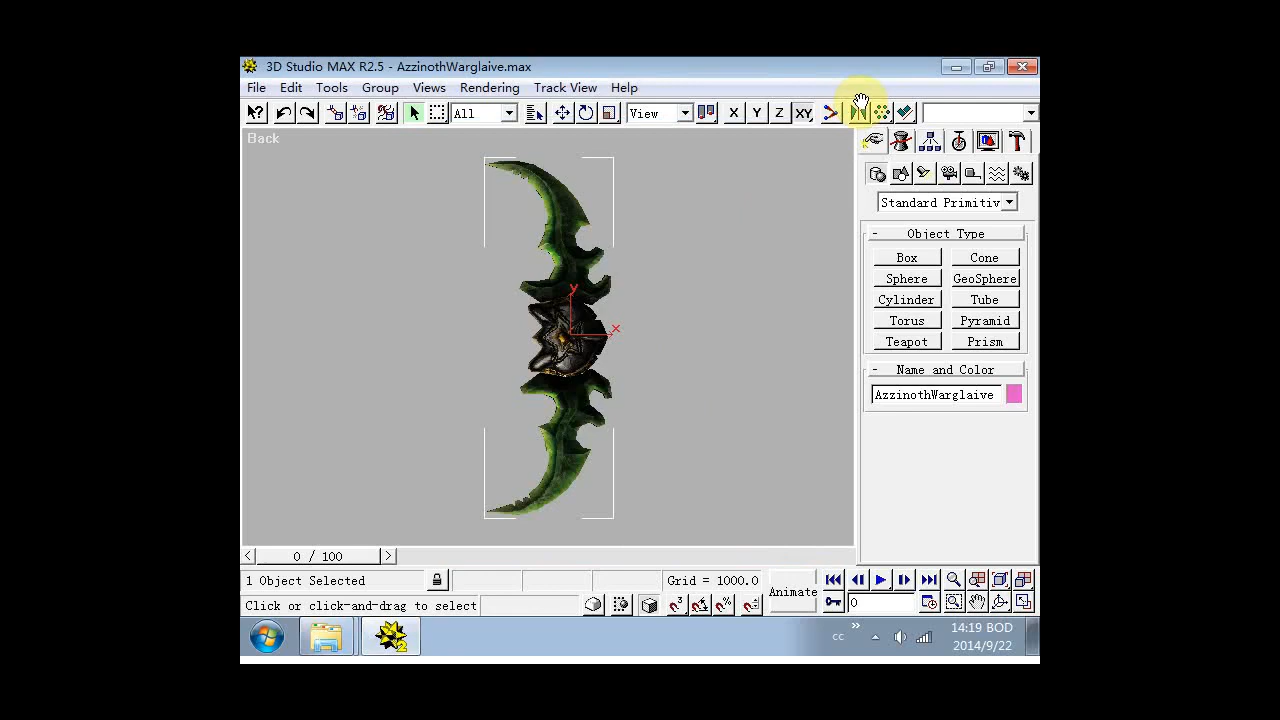 3D Studio MAX R2.5 - AzzinothWarglaive.max
File Edit Tools Group Views Rendering Track View Help
All View X Y Z XY
Back
Standard Primitiv
- Object Type
Box Cone
Sphere GeoSphere
Cylinder Tube
Torus Pyramid
Teapot Prism
- Name and Color
AzzinothWarglaive
y
x
< 0 / 100 >
1 Object Selected Grid = 1000.0
Animate
Click or click-and-drag to select 0
2
CC 14:19 BOD
2014/9/22